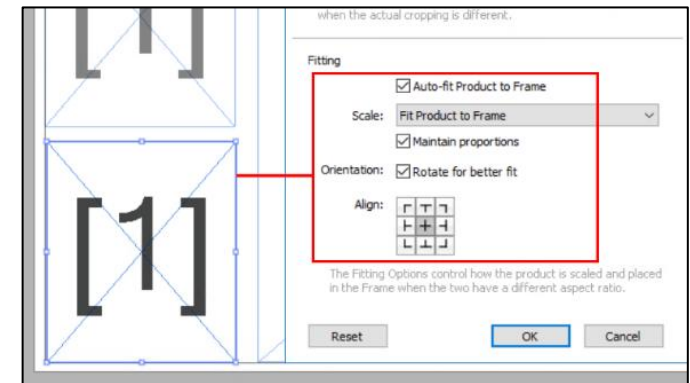 when the actual cropping is different.
[1]
Fitting
Auto-fit Product to Frame
Scale: Fit Product to Frame
Maintain proportions
Orientation: Rotate for better fit
[1]
Align:
The Fitting Options control how the product is scaled and placed
in the Frame when the two have a different aspect ratio.
Reset OK Cancel